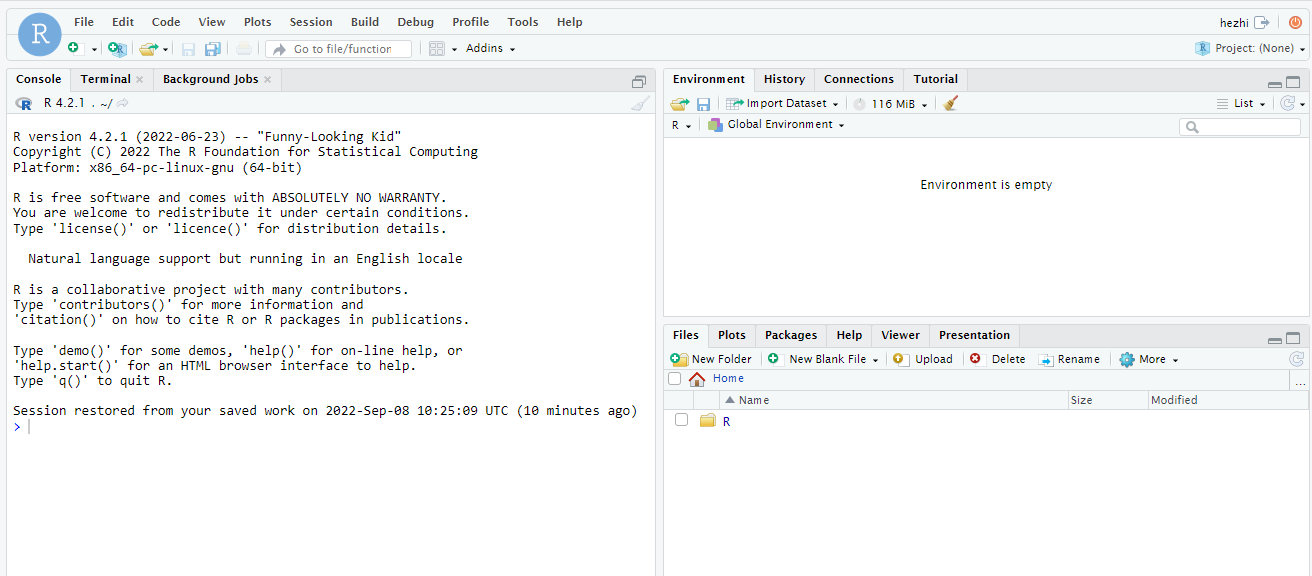 R
File Edit Code View Plots Session Build Debug Profile Tools Help
hezhi
Go to file/function
Addins
Project: (None)
Console Terminal Background Jobs
R 4.2.1 . ~/
R version 4.2.1 (2022-06-23) -- "Funny-Looking Kid"
Copyright (C) 2022 The R Foundation for Statistical Computing
Platform: x86_64-pc-linux-gnu (64-bit)
R is free software and comes with ABSOLUTELY NO WARRANTY.
You are welcome to redistribute it under certain conditions.
Type 'license()' or 'licence()' for distribution details.
Natural language support but running in an English locale
R is a collaborative project with many contributors.
Type 'contributors()' for more information and
'citation()' on how to cite R or R packages in publications.
Type 'demo()' for some demos, 'help()' for on-line help, or
'help.start()' for an HTML browser interface to help.
Type 'q()' to quit R.
Session restored from your saved work on 2022-Sep-08 10:25:09 UTC (10 minutes ago)
>
Environment History Connections Tutorial
Import Dataset 116 MiB List
R Global Environment
Environment is empty
Files Plots Packages Help Viewer Presentation
New Folder New Blank File Upload Delete Rename More
Home ...
Name Size Modified
R